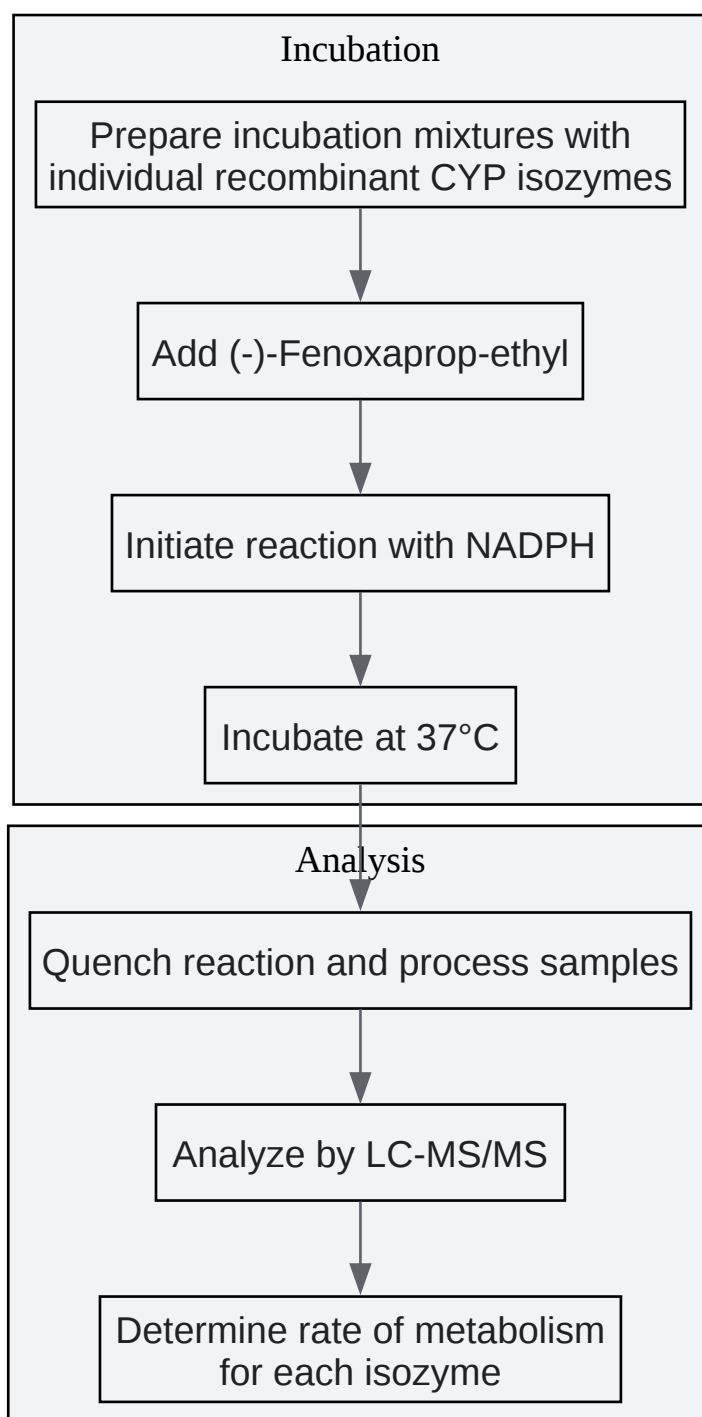 Incubation
Prepare incubation mixtures with
individual recombinant CYP isozymes
Add (-)-Fenoxaprop-ethyl
Initiate reaction with NADPH
Incubate at 37°C
Analysis
Quench reaction and process samples
Analyze by LC-MS/MS
Determine rate of metabolism
for each isozyme